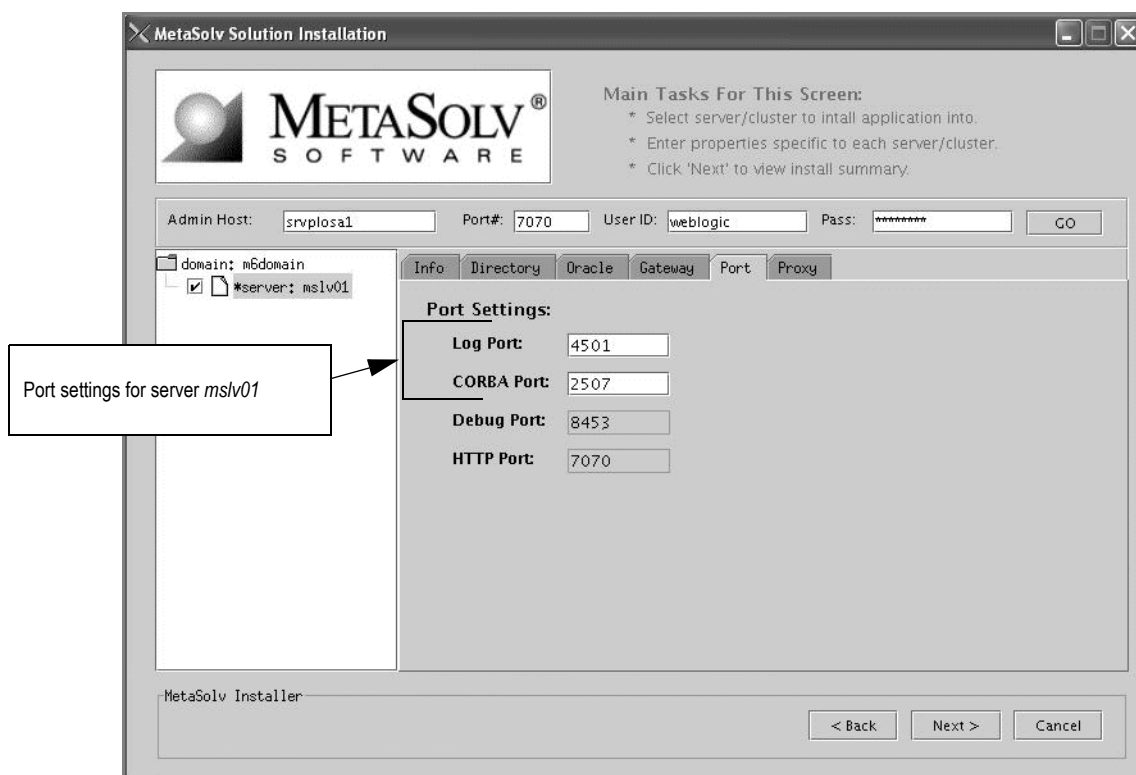 MetaSolv Solution Installation
METASOLV®
SOFTWARE
Main Tasks For This Screen:
* Select server/cluster to intall application into.
* Enter properties specific to each server/cluster.
* Click 'Next' to view install summary.
Admin Host: srvplosa1 Port#: 7070 User ID: weblogic Pass: ******** GO
domain: m6domain
*server: mslv01
Info Directory Oracle Gateway Port Proxy
Port Settings:
Log Port: 4501
CORBA Port: 2507
Debug Port: 8453
HTTP Port: 7070
Port settings for server mslv01
MetaSolv Installer
< Back Next > Cancel